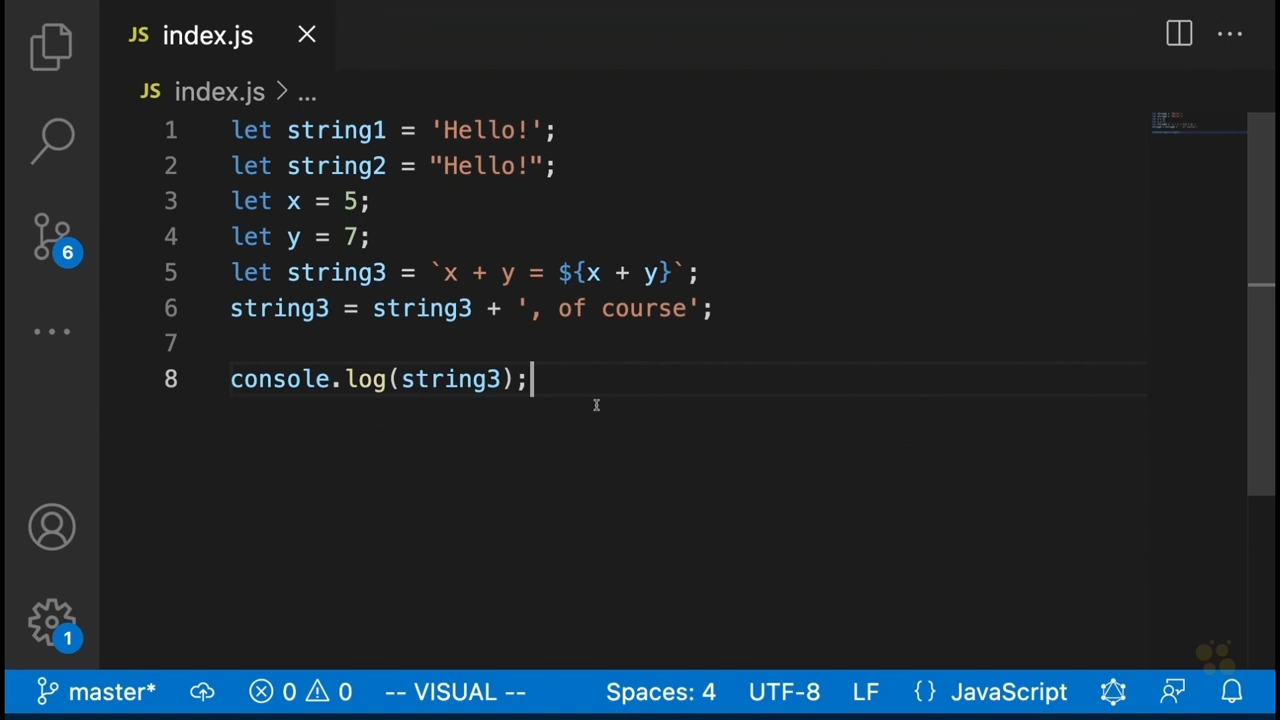 JS index.js
JS index.js > ...
1 let string1 = 'Hello!';
2 let string2 = "Hello!";
3 let x = 5;
4 let y = 7;
5 let string3 = `x + y = ${x + y}`;
6 string3 = string3 + ', of course';
7
8 console.log(string3);
6
1
master* 0 0 -- VISUAL -- Spaces: 4 UTF-8 LF {} JavaScript